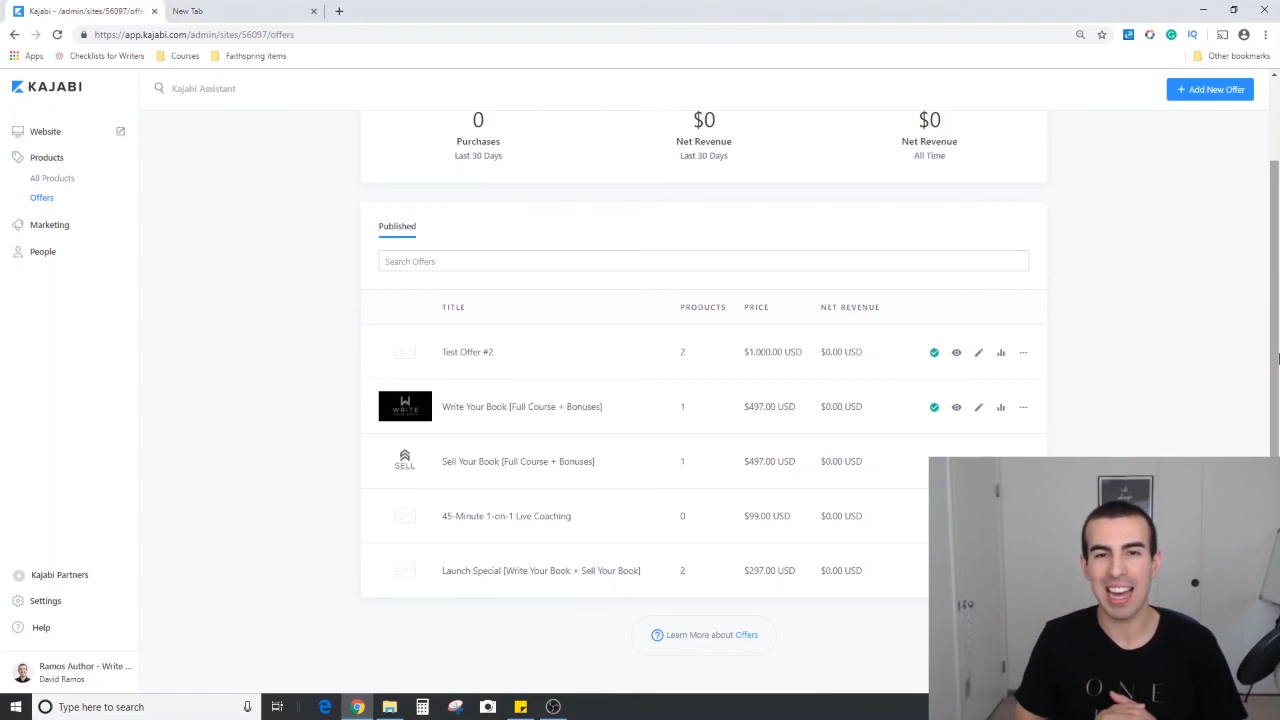 Kajabi - /admin/sites/56097/offe
New Tab
https://app.kajabi.com/admin/sites/56097/offers
Apps
Checklists for Writers
Courses
Faithspring items
Other bookmarks
KAJABI
Kajabi Assistant
+ Add New Offer
Website
Products
All Products
Offers
Marketing
People
0
$0
$0
Purchases
Net Revenue
Net Revenue
Last 30 Days
Last 30 Days
All Time
Published
Search Offers
TITLE PRODUCTS PRICE NET REVENUE
Test Offer #2 2 $1,000.00 USD $0.00 USD
WRITE
Write Your Book [Full Course + Bonuses] 1 $497.00 USD $0.00 USD
SELL
Sell Your Book [Full Course + Bonuses] 1 $497.00 USD $0.00 USD
45-Minute 1-on-1 Live Coaching 0 $99.00 USD $0.00 USD
Launch Special [Write Your Book + Sell Your Book] 2 $297.00 USD $0.00 USD
Learn More about Offers
Kajabi Partners
Settings
Help
Ramos Author - Write ...
David Ramos
Type here to search